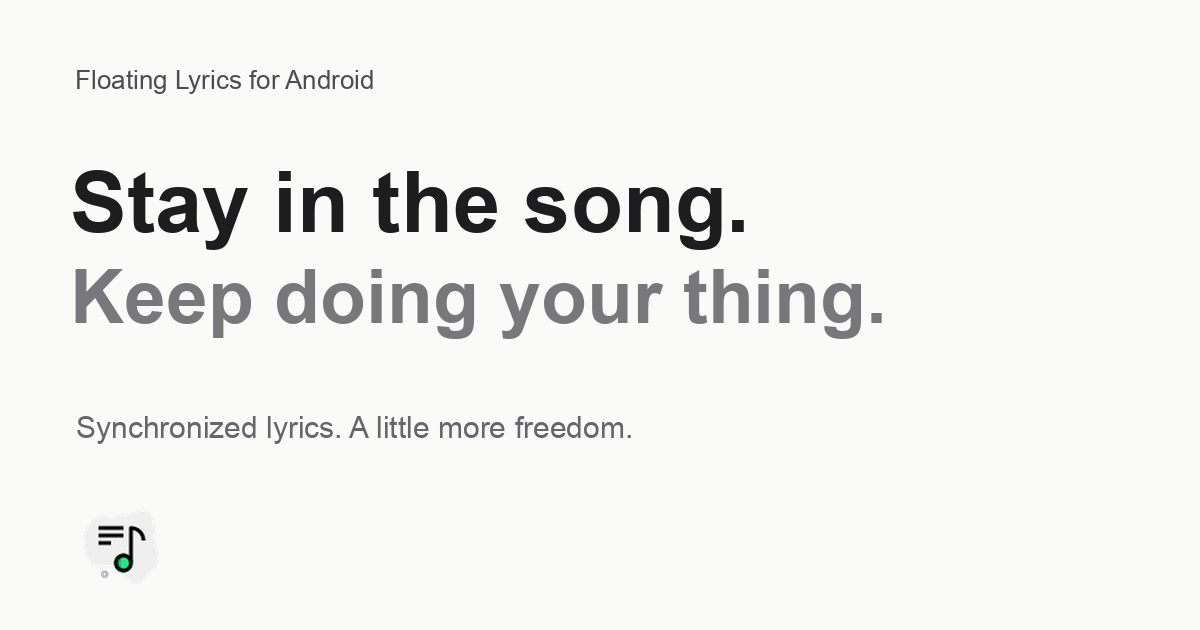 Floating Lyrics for Android
Stay in the song.
Keep doing your thing.
Synchronized lyrics. A little more freedom.